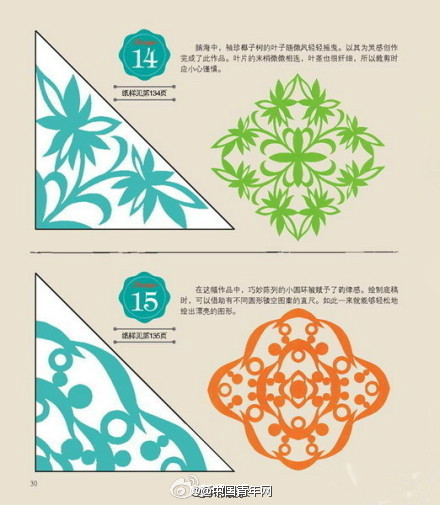 14
脑海中，袖珍椰子树的叶子随微风轻轻摇曳。以其为灵感创作
完成了此作品。叶片的末梢微微相连，叶茎也很纤细，所以裁剪时
应小心谨慎。
纸样见第134页
15
在这幅作品中，巧妙陈列的小圆环被赋予了韵律感。绘制底稿
时，可以借助有不同圆形镂空图案的直尺。如此一来就能够轻松地
绘出漂亮的图形。
纸样见第135页
30
@中国青年网